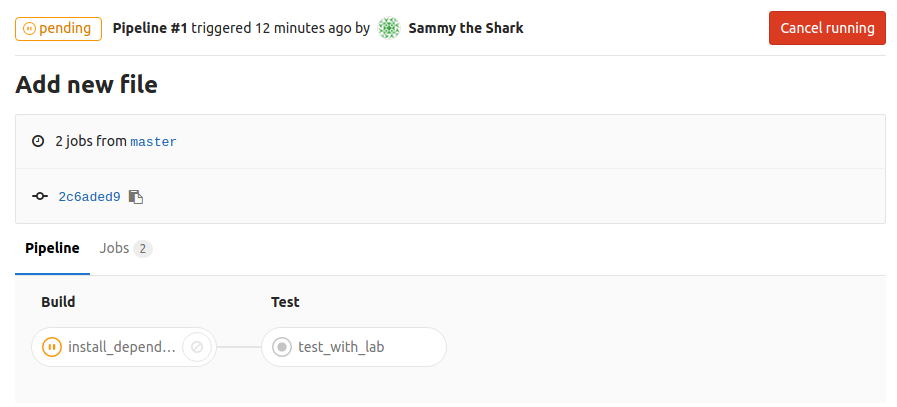 pending Pipeline #1 triggered 12 minutes ago by Sammy the Shark Cancel running
Add new file
2 jobs from master
2c6aded9
Pipeline Jobs 2
Build Test
install_depend... test_with_lab